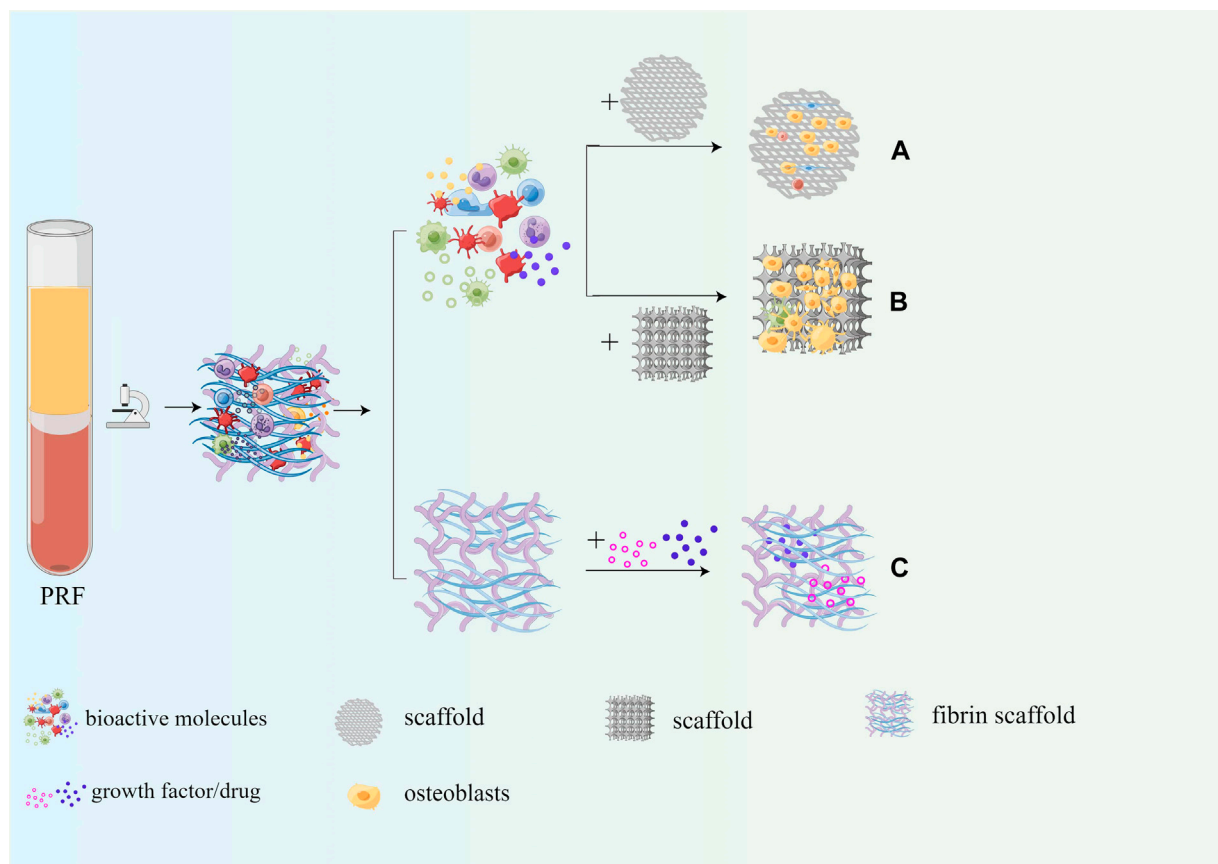 +
A
B
+
+
C
PRF
bioactive molecules
scaffold
scaffold
fibrin scaffold
growth factor/drug
osteoblasts